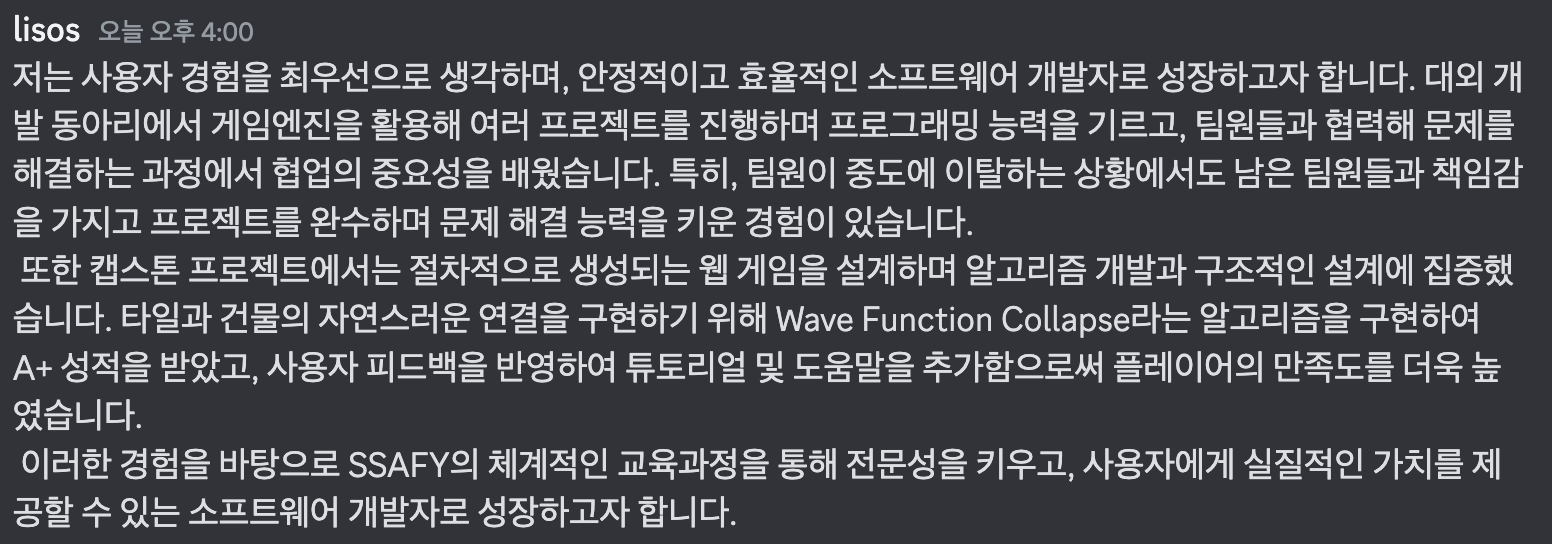 lisos 오늘 오후 4:00
저는 사용자 경험을 최우선으로 생각하며, 안정적이고 효율적인 소프트웨어 개발자로 성장하고자 합니다. 대외 개
발 동아리에서 게임엔진을 활용해 여러 프로젝트를 진행하며 프로그래밍 능력을 기르고, 팀원들과 협력해 문제를
해결하는 과정에서 협업의 중요성을 배웠습니다. 특히, 팀원이 중도에 이탈하는 상황에서도 남은 팀원들과 책임감
을 가지고 프로젝트를 완수하며 문제 해결 능력을 키운 경험이 있습니다.
또한 캡스톤 프로젝트에서는 절차적으로 생성되는 웹 게임을 설계하며 알고리즘 개발과 구조적인 설계에 집중했
습니다. 타일과 건물의 자연스러운 연결을 구현하기 위해 Wave Function Collapse라는 알고리즘을 구현하여
A+ 성적을 받았고, 사용자 피드백을 반영하여 튜토리얼 및 도움말을 추가함으로써 플레이어의 만족도를 더욱 높
였습니다.
이러한 경험을 바탕으로 SSAFY의 체계적인 교육과정을 통해 전문성을 키우고, 사용자에게 실질적인 가치를 제
공할 수 있는 소프트웨어 개발자로 성장하고자 합니다.